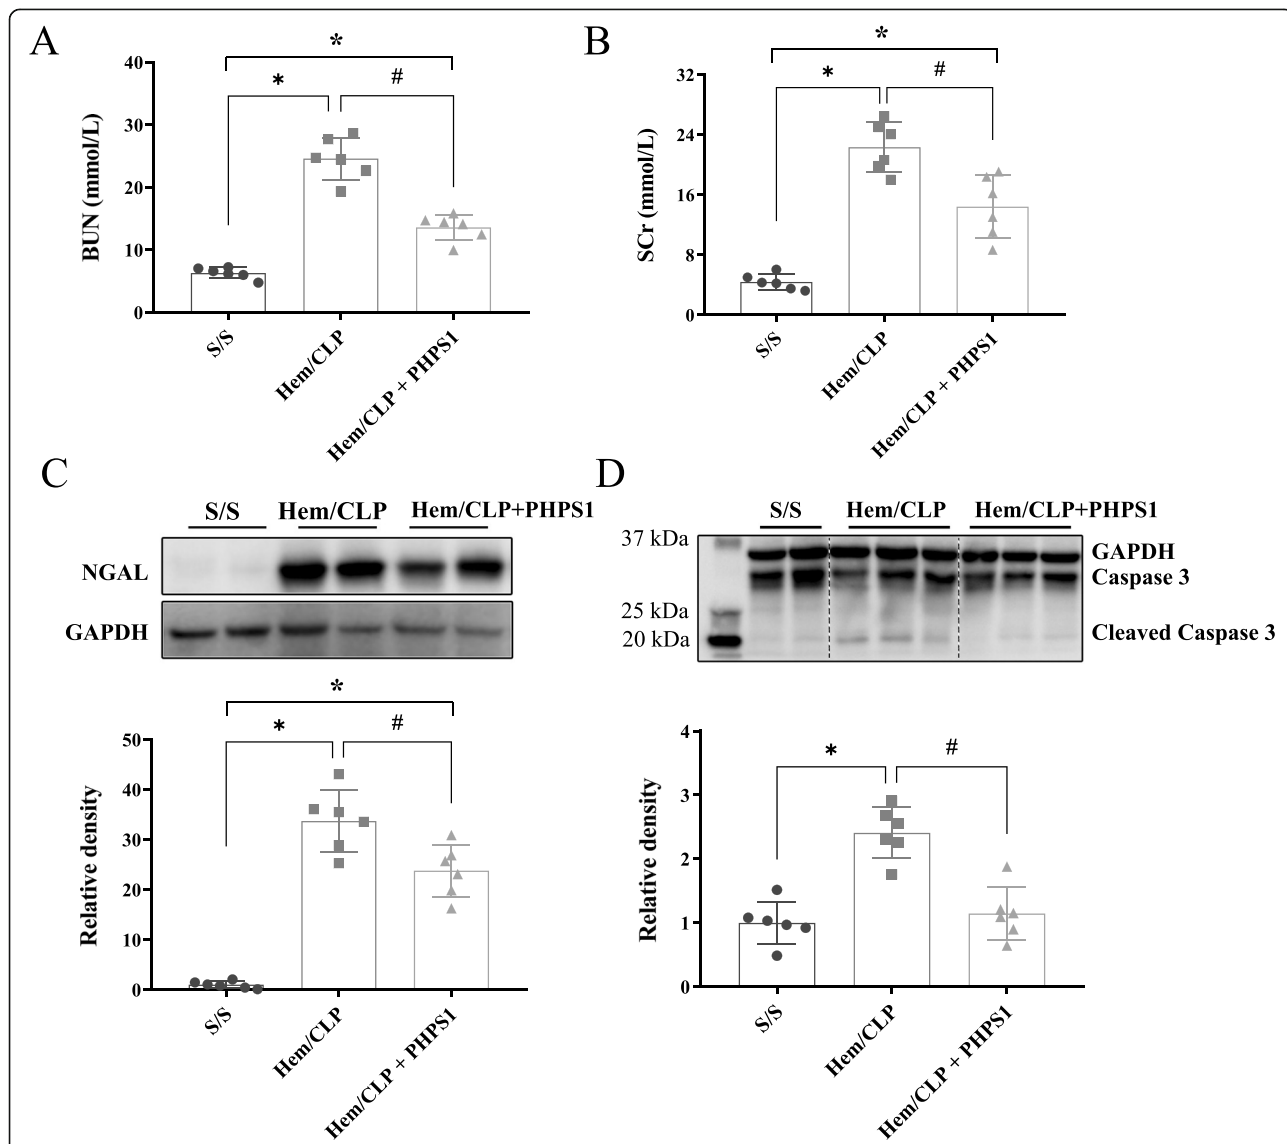 A
*
*
#
BUN (mmol/L)
40
30
20
10
0
S/S
Hem/CLP
Hem/CLP + PHPS1
B
*
*
#
SCr (mmol/L)
32
24
16
8
0
S/S
Hem/CLP
Hem/CLP + PHPS1
C
S/S Hem/CLP Hem/CLP+PHPS1
NGAL
GAPDH
*
*
#
Relative density
50
40
30
20
10
0
S/S
Hem/CLP
Hem/CLP + PHPS1
D
S/S Hem/CLP Hem/CLP+PHPS1
37 kDa
GAPDH
Caspase 3
25 kDa
20 kDa
Cleaved Caspase 3
*
#
Relative density
4
3
2
1
0
S/S
Hem/CLP
Hem/CLP + PHPS1